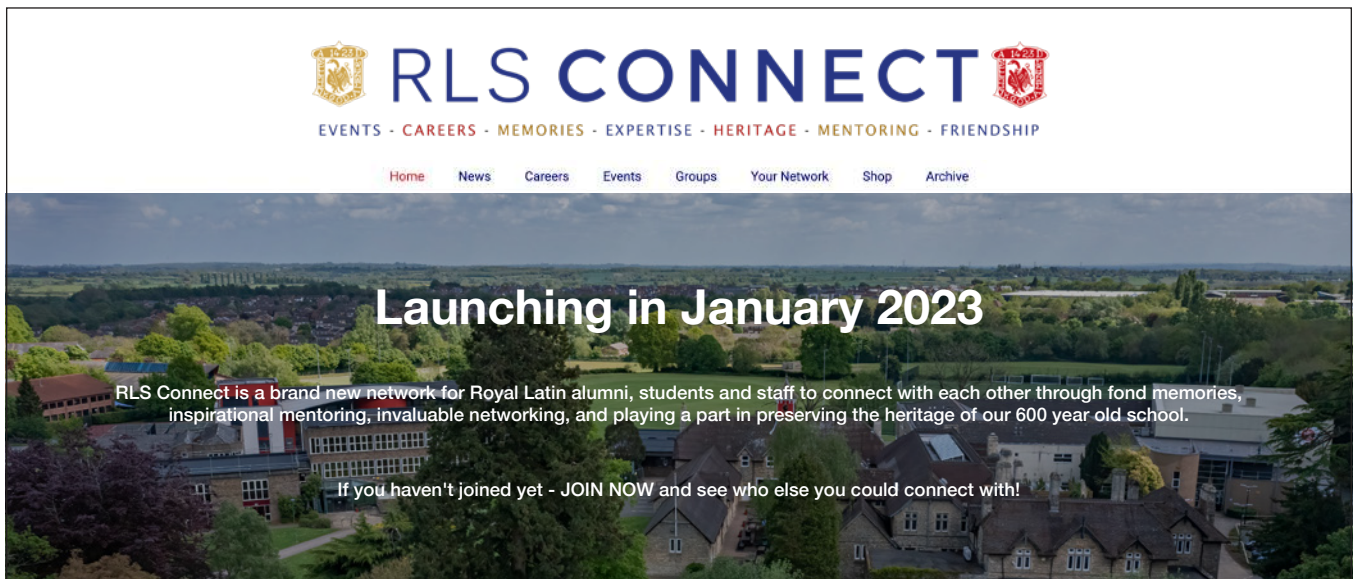 RLS CONNECT
EVENTS - CAREERS - MEMORIES - EXPERTISE - HERITAGE - MENTORING - FRIENDSHIP
Home News Careers Events Groups Your Network Shop Archive
Launching in January 2023
RLS Connect is a brand new network for Royal Latin alumni, students and staff to connect with each other through fond memories,
inspirational mentoring, invaluable networking, and playing a part in preserving the heritage of our 600 year old school.
If you haven't joined yet - JOIN NOW and see who else you could connect with!